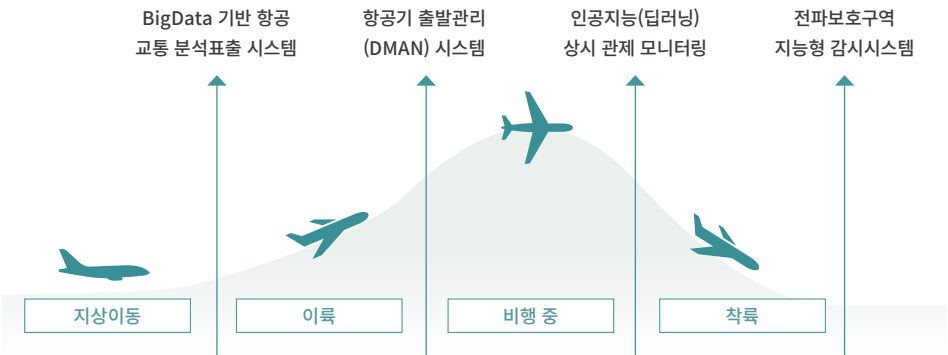 BigData 기반 항공
교통 분석표출 시스템
항공기 출발관리
(DMAN) 시스템
인공지능(딥러닝)
상시 관제 모니터링
전파보호구역
지능형 감시시스템
지상이동
이륙
비행 중
착륙